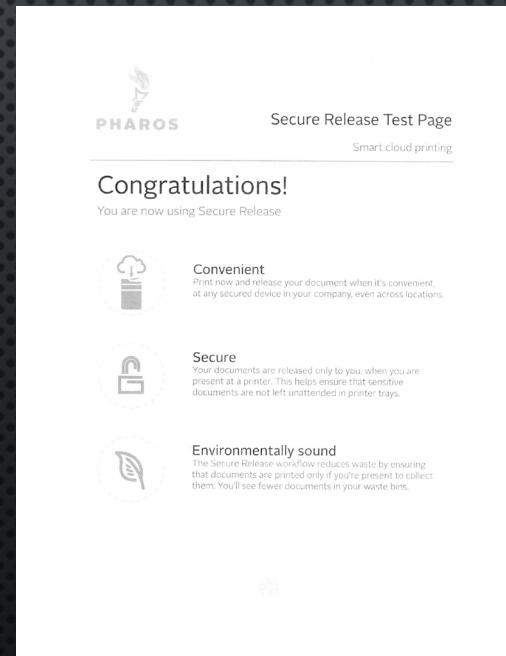 PHAROS
Secure Release Test Page
Smart cloud printing
Congratulations!
You are now using Secure Release
Convenient
Print now and release your document when it's convenient,
at any secured device in your company, even across locations.
Secure
Your documents are released only to you, when you are
present at a printer. This helps ensure that sensitive
documents are not left unattended in printer trays.
Environmentally sound
The Secure Release workflow reduces waste by ensuring
that documents are printed only if you're present to collect
them. You'll see fewer documents in your waste bins.